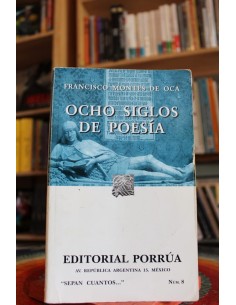 FRANCISCO MONTES DE OCA
OCHO SIGLOS
DE POESÍA
EDITORIAL PORRÚA
AV. REPÚBLICA ARGENTINA 15, MÉXICO
“SEPAN CUANTOS...” NÚM. 8